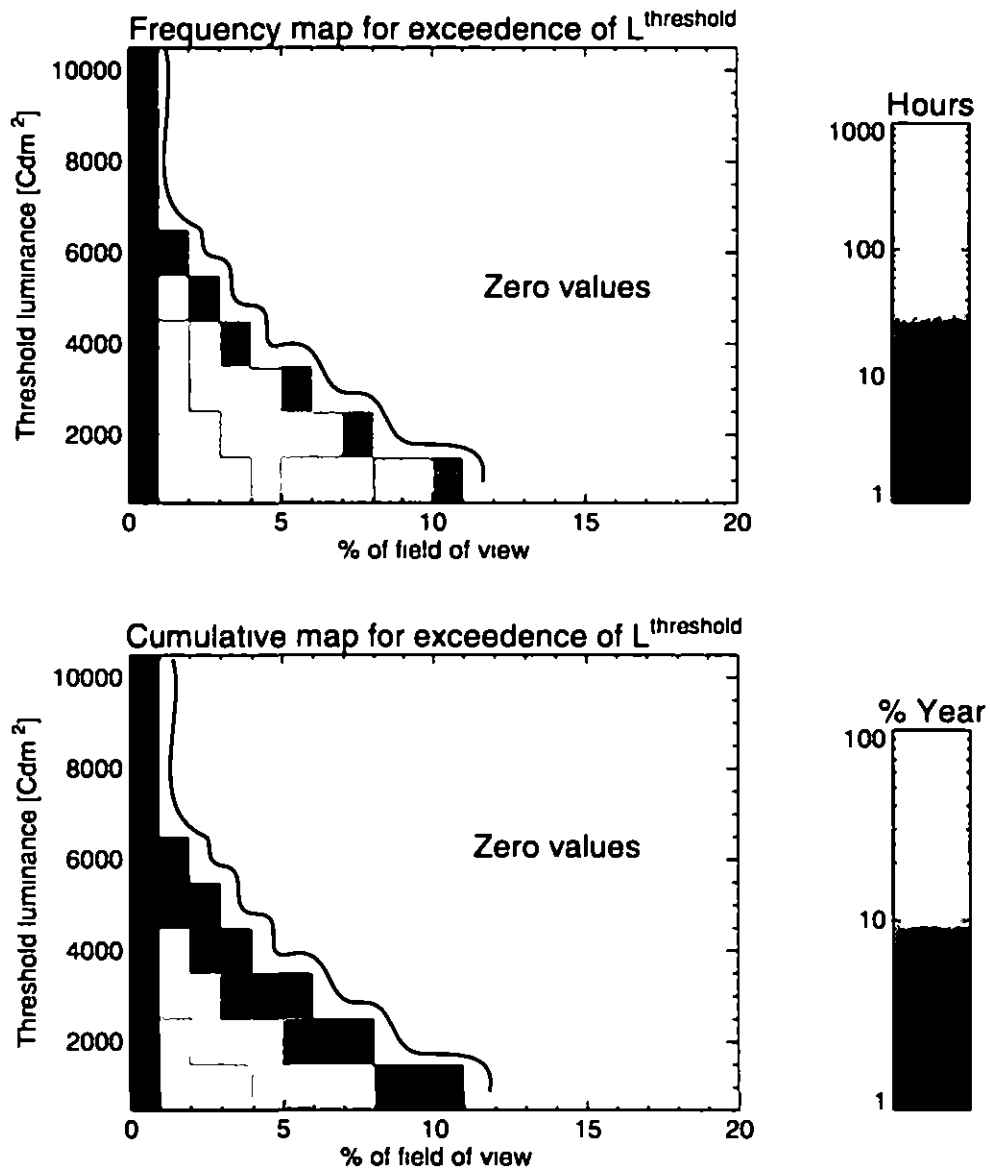 Frequency map for exceedence of L^threshold
Threshold luminance [Cdm^2]
10000
8000
6000
4000
2000
Zero values
0 5 10 15 20
% of field of view
Hours
1000
100
10
1
Cumulative map for exceedence of L^threshold
Threshold luminance [Cdm^2]
10000
8000
6000
4000
2000
Zero values
0 5 10 15 20
% of field of view
% Year
100
10
1